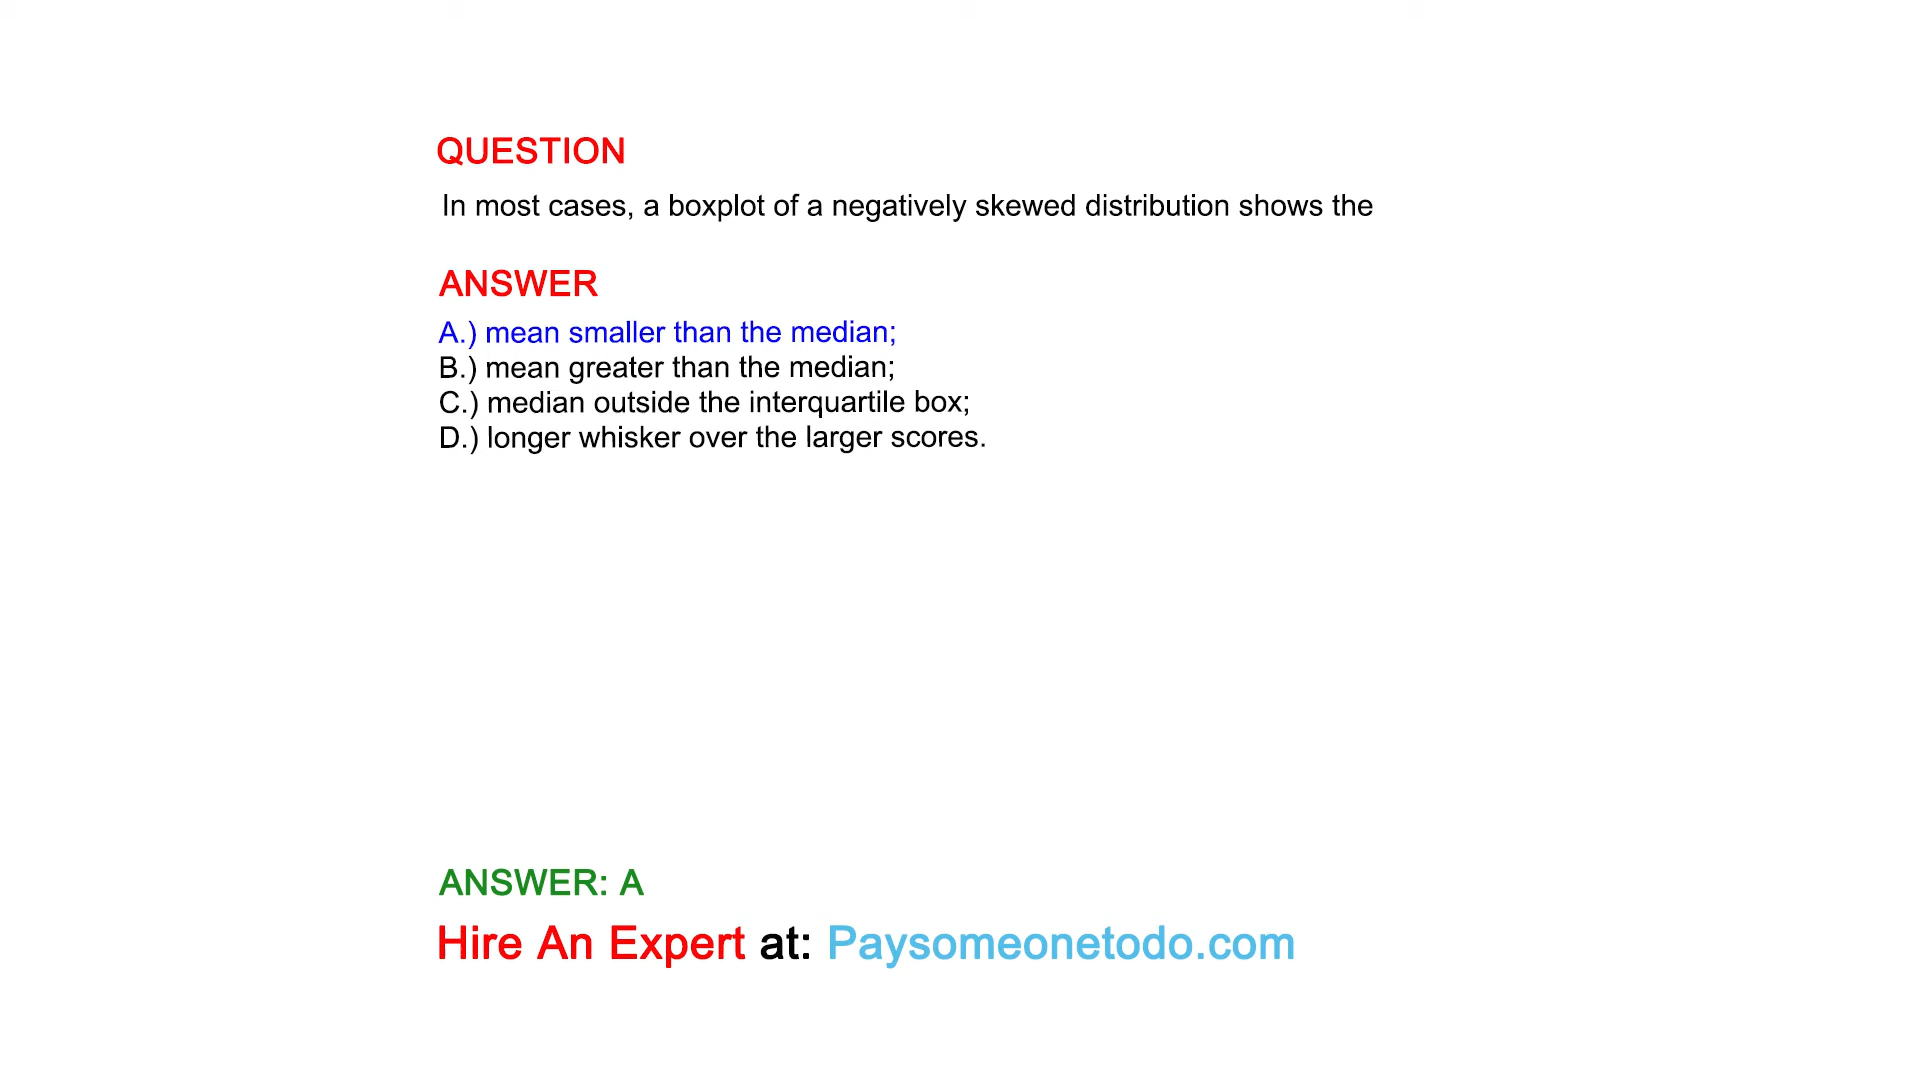 QUESTION
In most cases, a boxplot of a negatively skewed distribution shows the
ANSWER
A.) mean smaller than the median;
B.) mean greater than the median;
C.) median outside the interquartile box;
D.) longer whisker over the larger scores.
ANSWER: A
Hire An Expert at: Paysomeonetodo.com